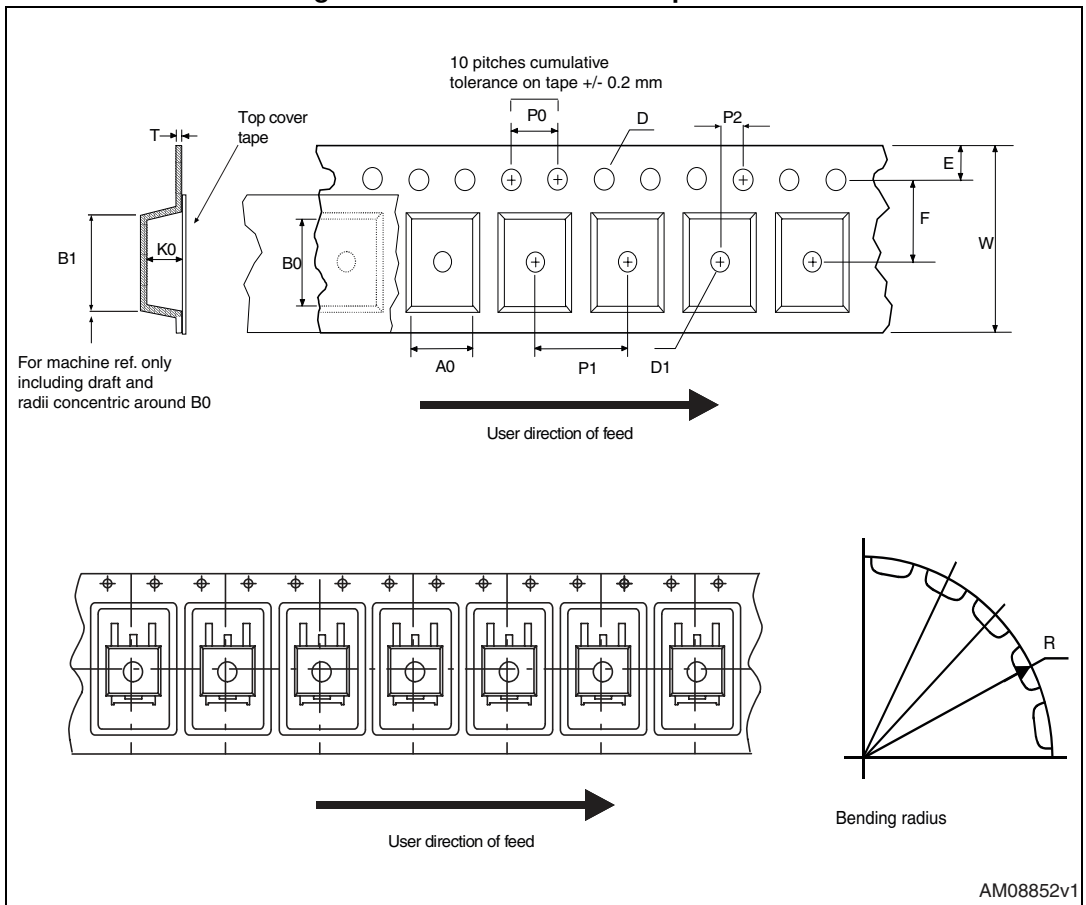 10 pitches cumulative
tolerance on tape +/- 0.2 mm
Top cover
tape
T
P0
D
P2
E
F
W
B1
K0
B0
For machine ref. only
including draft and
radii concentric around B0
A0
P1
D1
User direction of feed
R
Bending radius
User direction of feed
AM08852v1